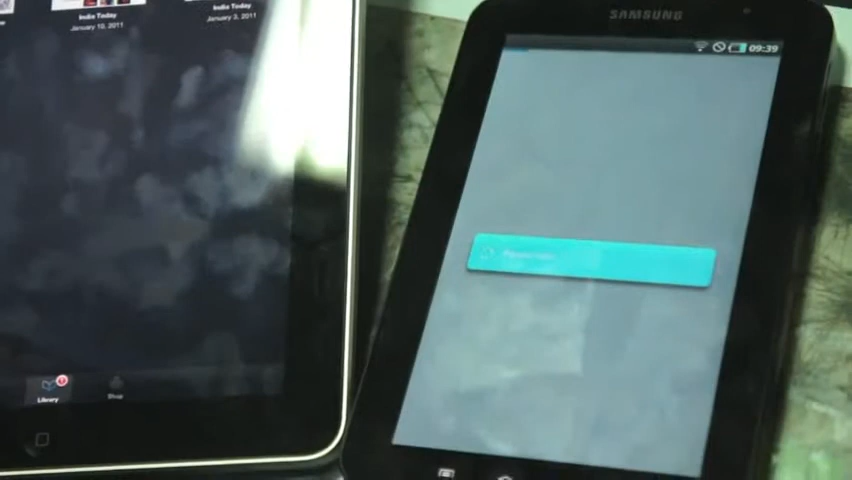 India Today
January 10, 2011
India Today
January 3, 2011
Library
Shop
SAMSUNG
09:39